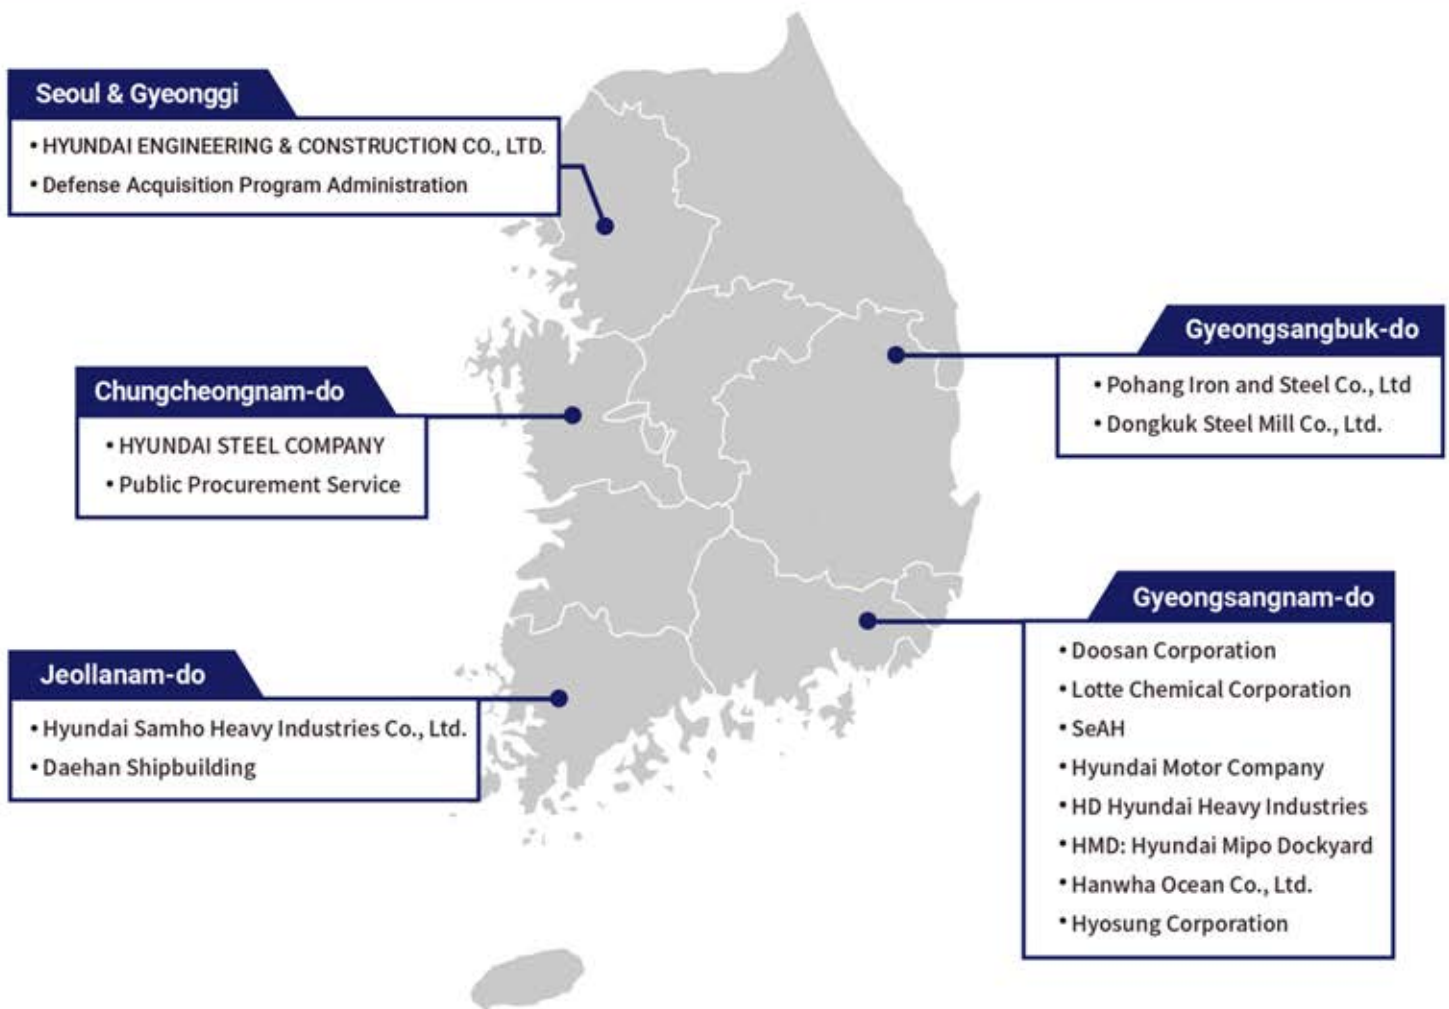 Seoul & Gyeonggi
• HYUNDAI ENGINEERING & CONSTRUCTION CO., LTD.
• Defense Acquisition Program Administration
Chungcheongnam-do
• HYUNDAI STEEL COMPANY
• Public Procurement Service
Jeollanam-do
• Hyundai Samho Heavy Industries Co., Ltd.
• Daehan Shipbuilding
Gyeongsangbuk-do
• Pohang Iron and Steel Co., Ltd
• Dongkuk Steel Mill Co., Ltd.
Gyeongsangnam-do
• Doosan Corporation
• Lotte Chemical Corporation
• SeAH
• Hyundai Motor Company
• HD Hyundai Heavy Industries
• HMD: Hyundai Mipo Dockyard
• Hanwha Ocean Co., Ltd.
• Hyosung Corporation